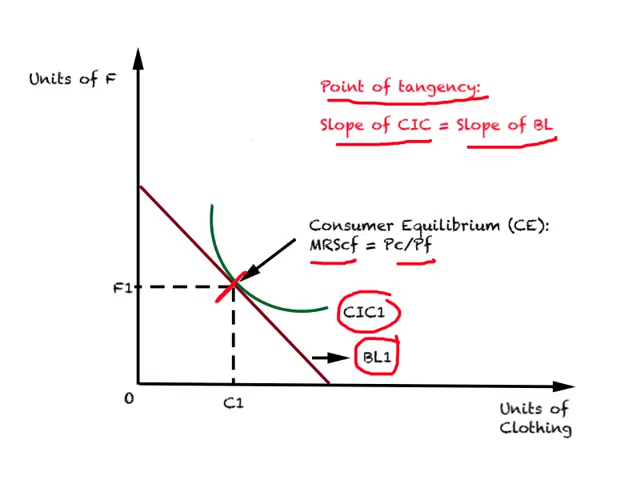 Units of F
Point of tangency:
Slope of CIC = Slope of BL
Consumer Equilibrium (CE):
MRScf = Pc/Pf
F1
CIC1
BL1
0
C1
Units of
Clothing